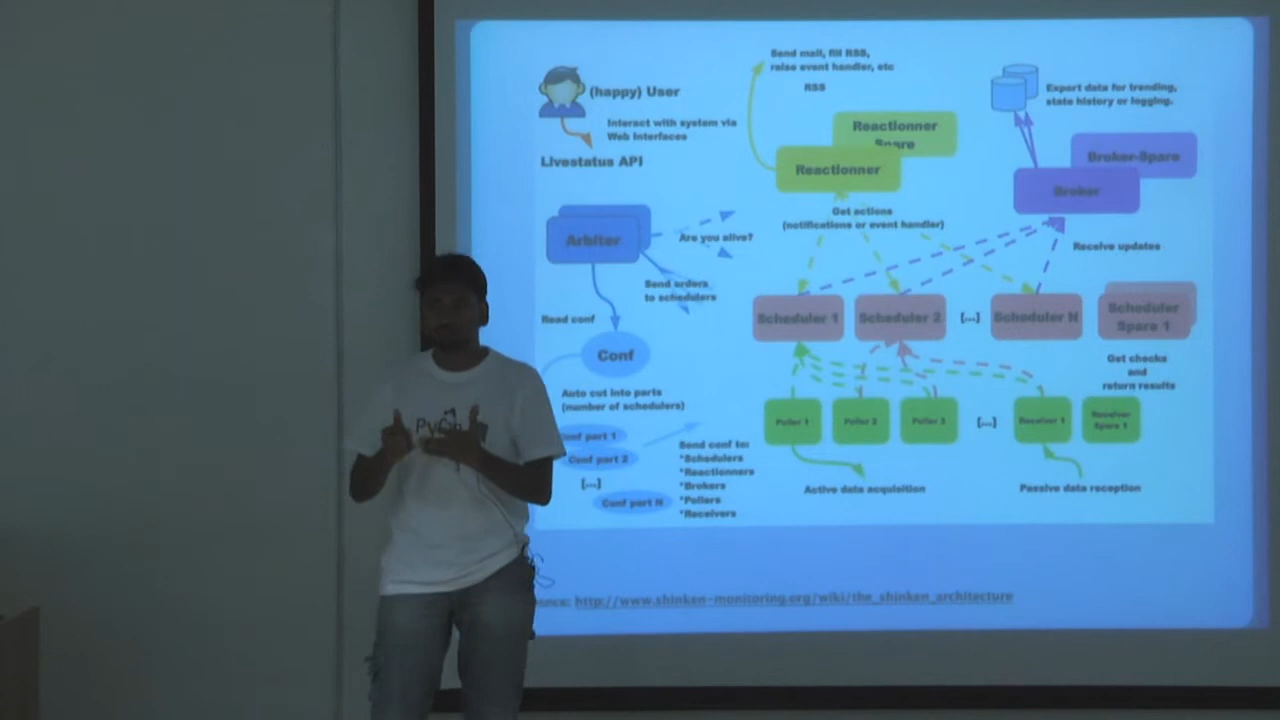 (happy) User
Interact with system via
Web Interfaces
Livestatus API
Send mail, fill RSS,
raise event handler, etc
RSS
Reactionner
Spare
Reactionner
Export data for trending,
state history or logging.
Broker-Spare
Broker
Arbiter
Are you alive?
Send orders
to schedulers
Get actions
(notifications or event handler)
Receive updates
Read conf
Conf
Scheduler 1
Scheduler 2
[...]
Scheduler N
Scheduler
Spare 1
Get checks
and
return results
Auto cut into parts
(number of schedulers)
Conf part 1
Conf part 2
[...]
Conf part N
Send conf to:
*Schedulers
*Reactionners
*Brokers
*Pollers
*Receivers
Poller 1
Poller 2
Poller 3
[...]
Receiver 1
Receiver
Spare 1
Active data acquisition
Passive data reception
http://www.shinken-monitoring.org/wiki/the_shinken_architecture